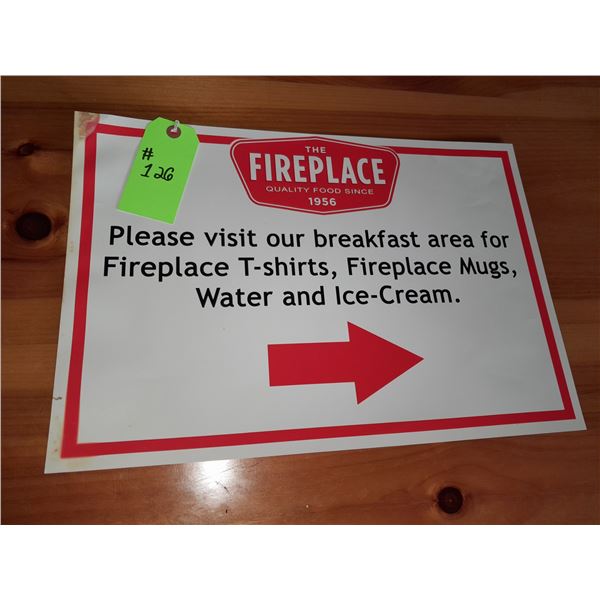 #
126
THE
FIREPLACE
QUALITY FOOD SINCE
1956
Please visit our breakfast area for
Fireplace T-shirts, Fireplace Mugs,
Water and Ice-Cream.